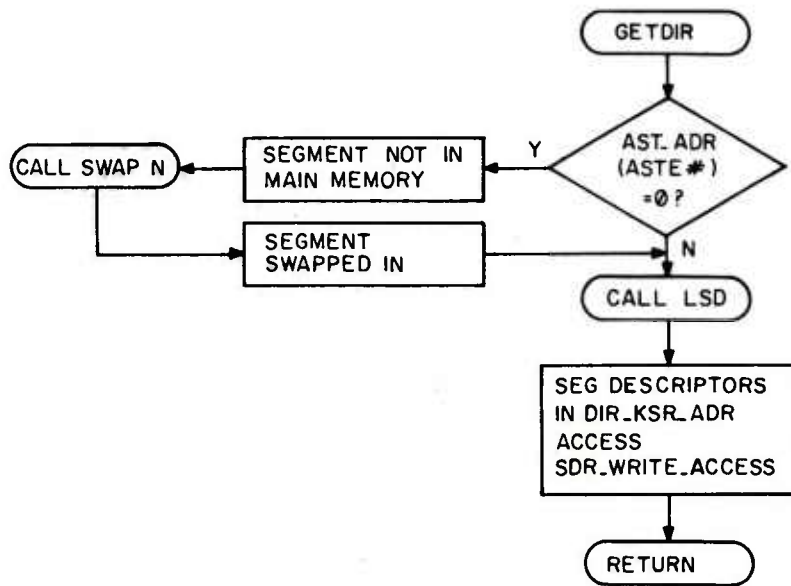 GETDIR
AST_ADR
(ASTE#)
=0?
Y
SEGMENT NOT IN
MAIN MEMORY
CALL SWAP N
SEGMENT
SWAPPED IN
N
CALL LSD
SEG DESCRIPTORS
IN DIR_KSR_ADR
ACCESS
SDR_WRITE_ACCESS
RETURN